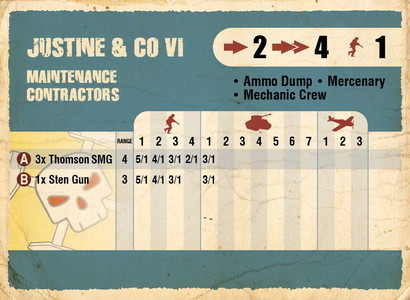 JUSTINE & CO VI
2 4 1
MAINTENANCE
CONTRACTORS
• Ammo Dump • Mercenary
• Mechanic Crew
RANGE 1 2 3 4 1 2 3 4 5 6 7 1 2 3
A 3x Thomson SMG 4 5/1 4/1 3/1 2/1 3/1
B 1x Sten Gun 3 5/1 4/1 3/1 3/1